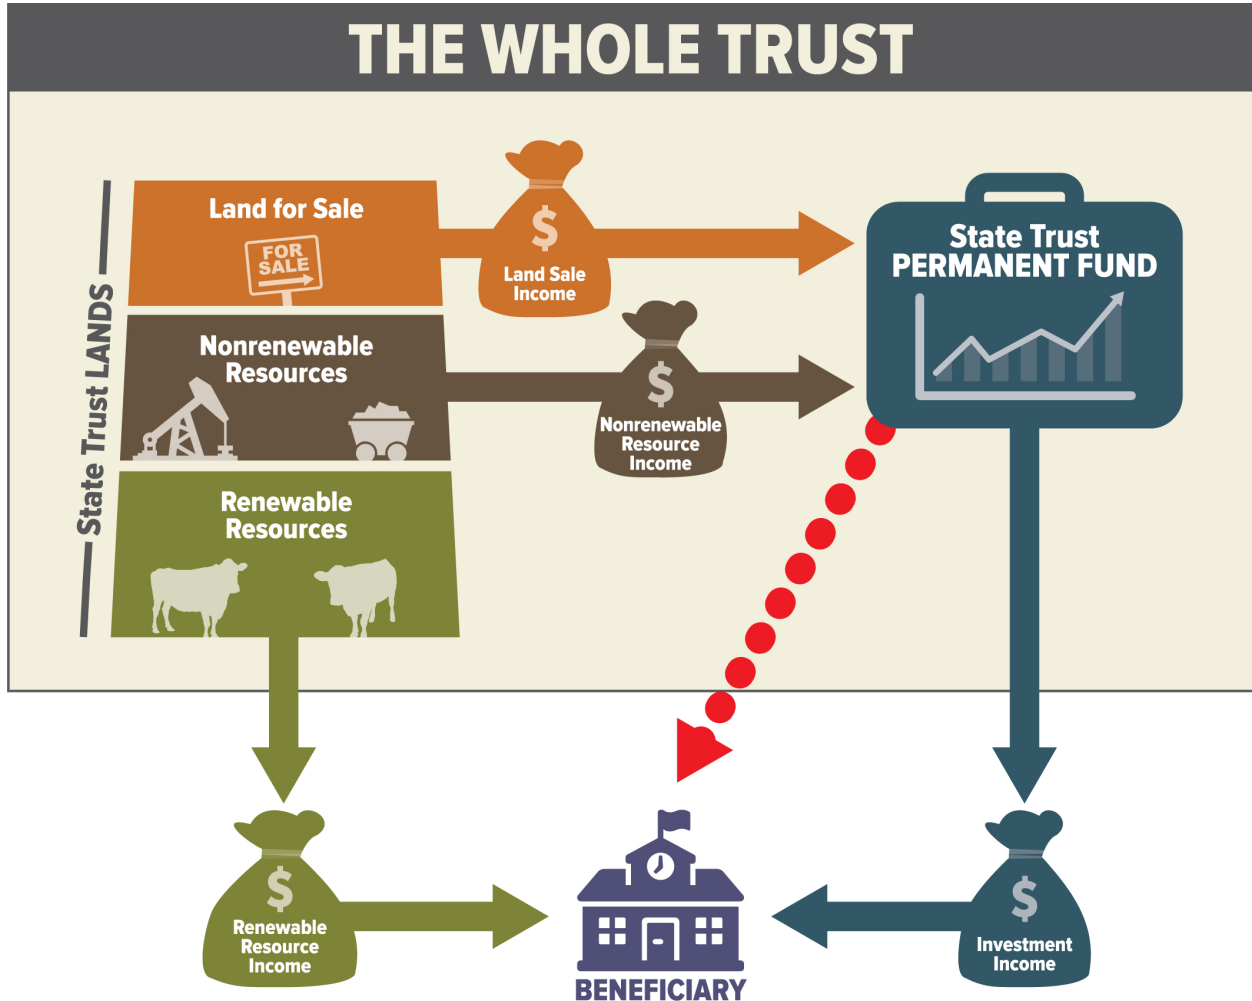 THE WHOLE TRUST
State Trust LANDS
Land for Sale
FOR
SALE
$
Land Sale
Income
Nonrenewable
Resources
$
Nonrenewable
Resource
Income
Renewable
Resources
State Trust
PERMANENT FUND
$
Renewable
Resource
Income
BENEFICIARY
$
Investment
Income